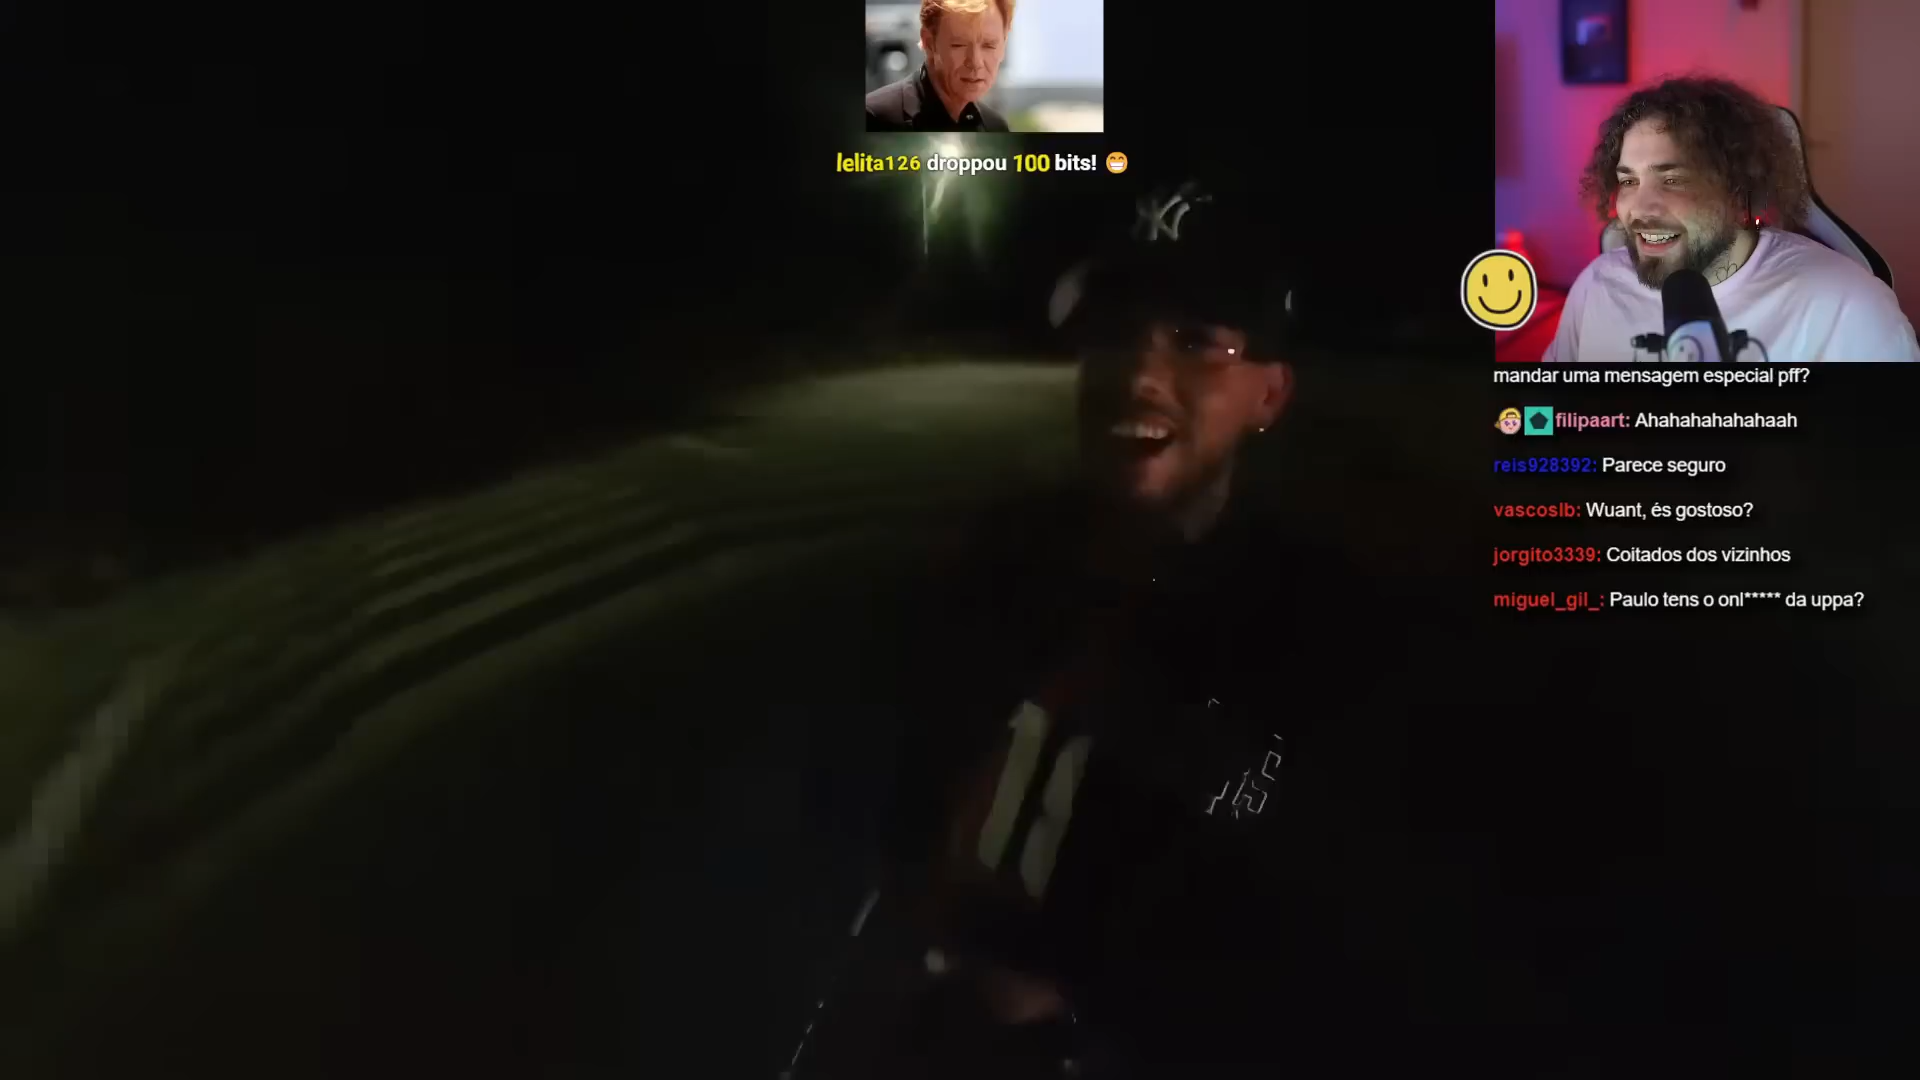 lelita126 droppou 100 bits! 😁
NY
mandar uma mensagem especial pff?
filipaart: Ahahahahahahaah
reis928392: Parece seguro
vascoslb: Wuant, és gostoso?
jorgito3339: Coitados dos vizinhos
miguel_gil_: Paulo tens o onl***** da uppa?